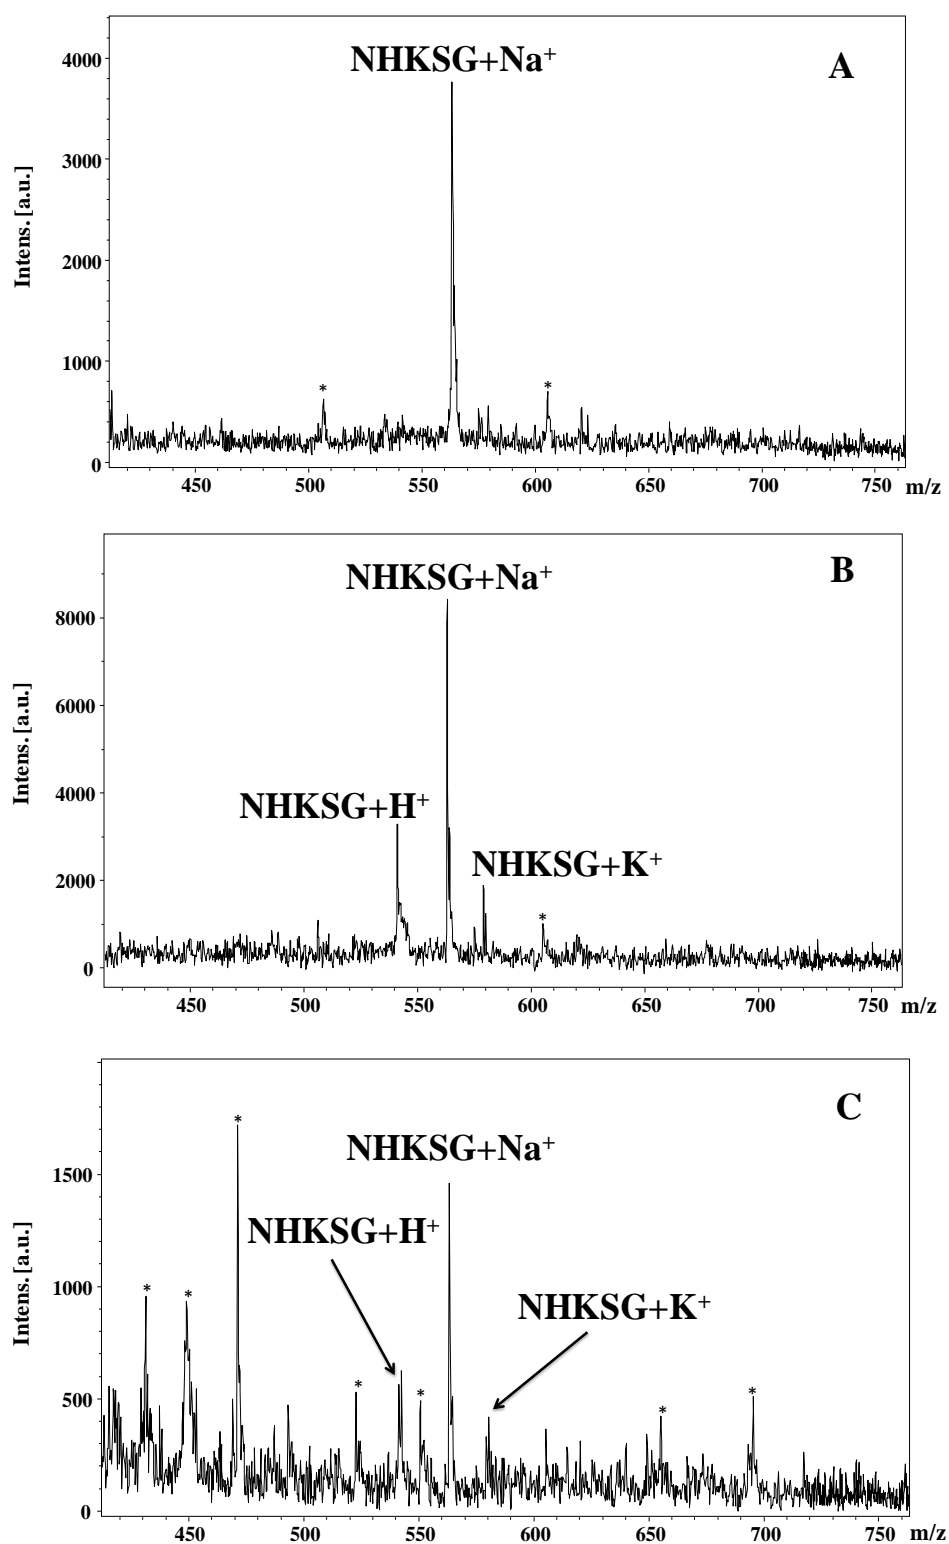 A
NHKSG+Na⁺
Intens. [a.u.]
4000
3000
2000
1000
0
*
*
450 500 550 600 650 700 750 m/z
B
NHKSG+Na⁺
NHKSG+H⁺
NHKSG+K⁺
Intens. [a.u.]
8000
6000
4000
2000
0
*
450 500 550 600 650 700 750 m/z
C
NHKSG+Na⁺
NHKSG+H⁺
NHKSG+K⁺
Intens. [a.u.]
1500
1000
500
0
*
*
*
*
*
*
*
450 500 550 600 650 700 750 m/z